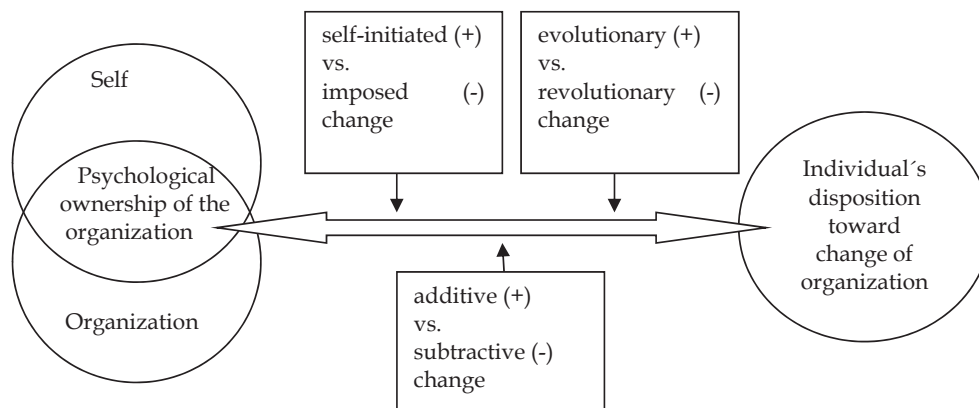 Self
Psychological
ownership of the
organization
Organization
self-initiated (+)
vs.
imposed (-)
change
evolutionary (+)
vs.
revolutionary (-)
change
additive (+)
vs.
subtractive (-)
change
Individual´s
disposition
toward
change of
organization